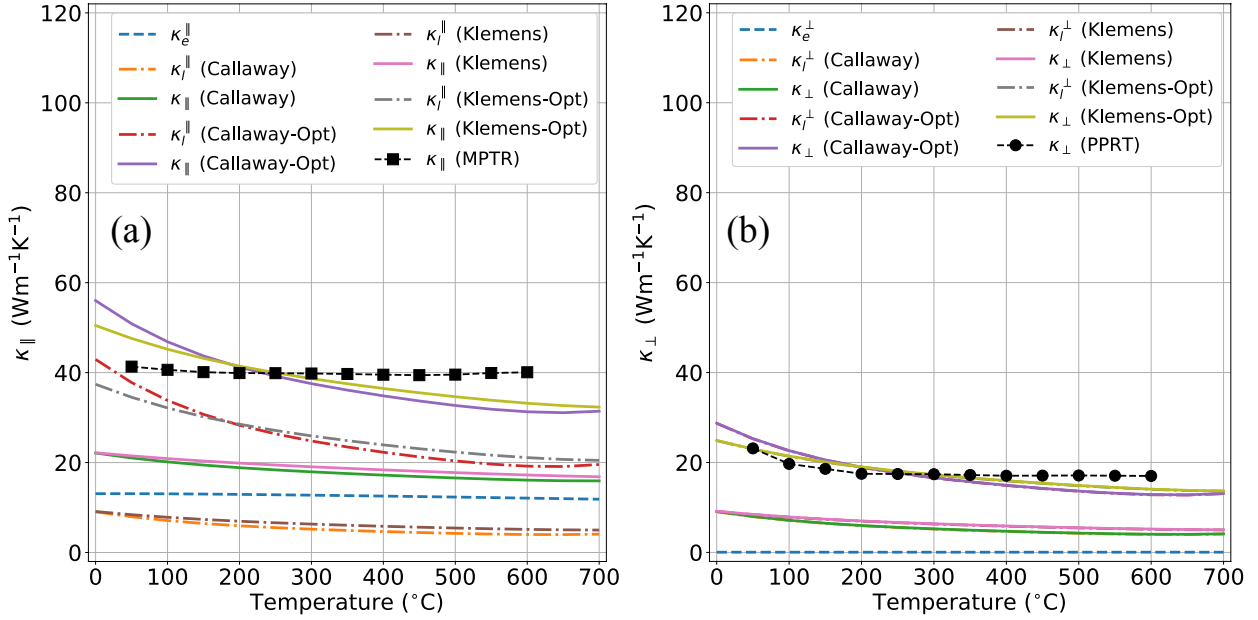 120
100
80
60
40
20
0
κ∥ (Wm⁻¹K⁻¹)
κₑ∥
κₗ∥ (Callaway)
κ∥ (Callaway)
κₗ∥ (Callaway-Opt)
κ∥ (Callaway-Opt)
κₗ∥ (Klemens)
κ∥ (Klemens)
κₗ∥ (Klemens-Opt)
κ∥ (Klemens-Opt)
κ∥ (MPTR)
(a)
0 100 200 300 400 500 600 700
Temperature (°C)
120
100
80
60
40
20
0
κ⊥ (Wm⁻¹K⁻¹)
κₑ⊥
κₗ⊥ (Callaway)
κ⊥ (Callaway)
κₗ⊥ (Callaway-Opt)
κ⊥ (Callaway-Opt)
κₗ⊥ (Klemens)
κ⊥ (Klemens)
κₗ⊥ (Klemens-Opt)
κ⊥ (Klemens-Opt)
κ⊥ (PPRT)
(b)
0 100 200 300 400 500 600 700
Temperature (°C)